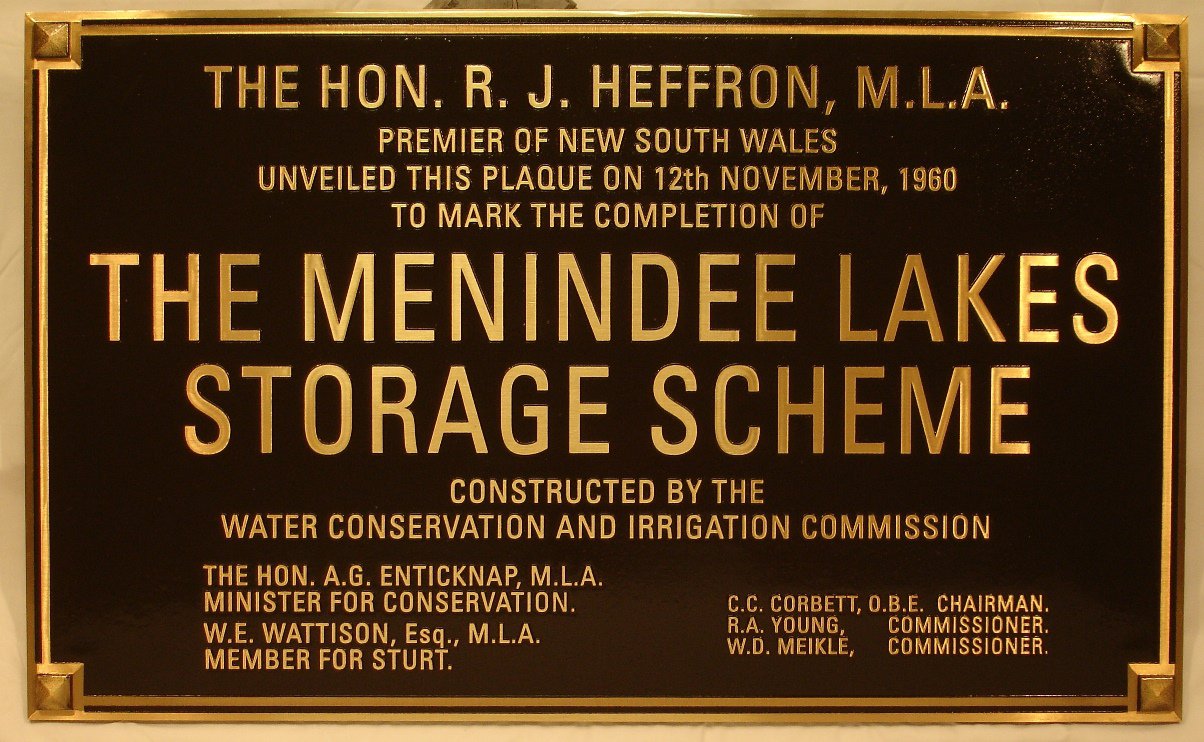 THE HON. R. J. HEFFRON, M.L.A.
PREMIER OF NEW SOUTH WALES
UNVEILED THIS PLAQUE ON 12th NOVEMBER, 1960
TO MARK THE COMPLETION OF
THE MENINDEE LAKES
STORAGE SCHEME
CONSTRUCTED BY THE
WATER CONSERVATION AND IRRIGATION COMMISSION
THE HON. A.G. ENTICKNAP, M.L.A.
MINISTER FOR CONSERVATION.
W.E. WATTISON, Esq., M.L.A.
MEMBER FOR STURT.
C.C. CORBETT, O.B.E. CHAIRMAN.
R.A. YOUNG, COMMISSIONER.
W.D. MEIKLE, COMMISSIONER.